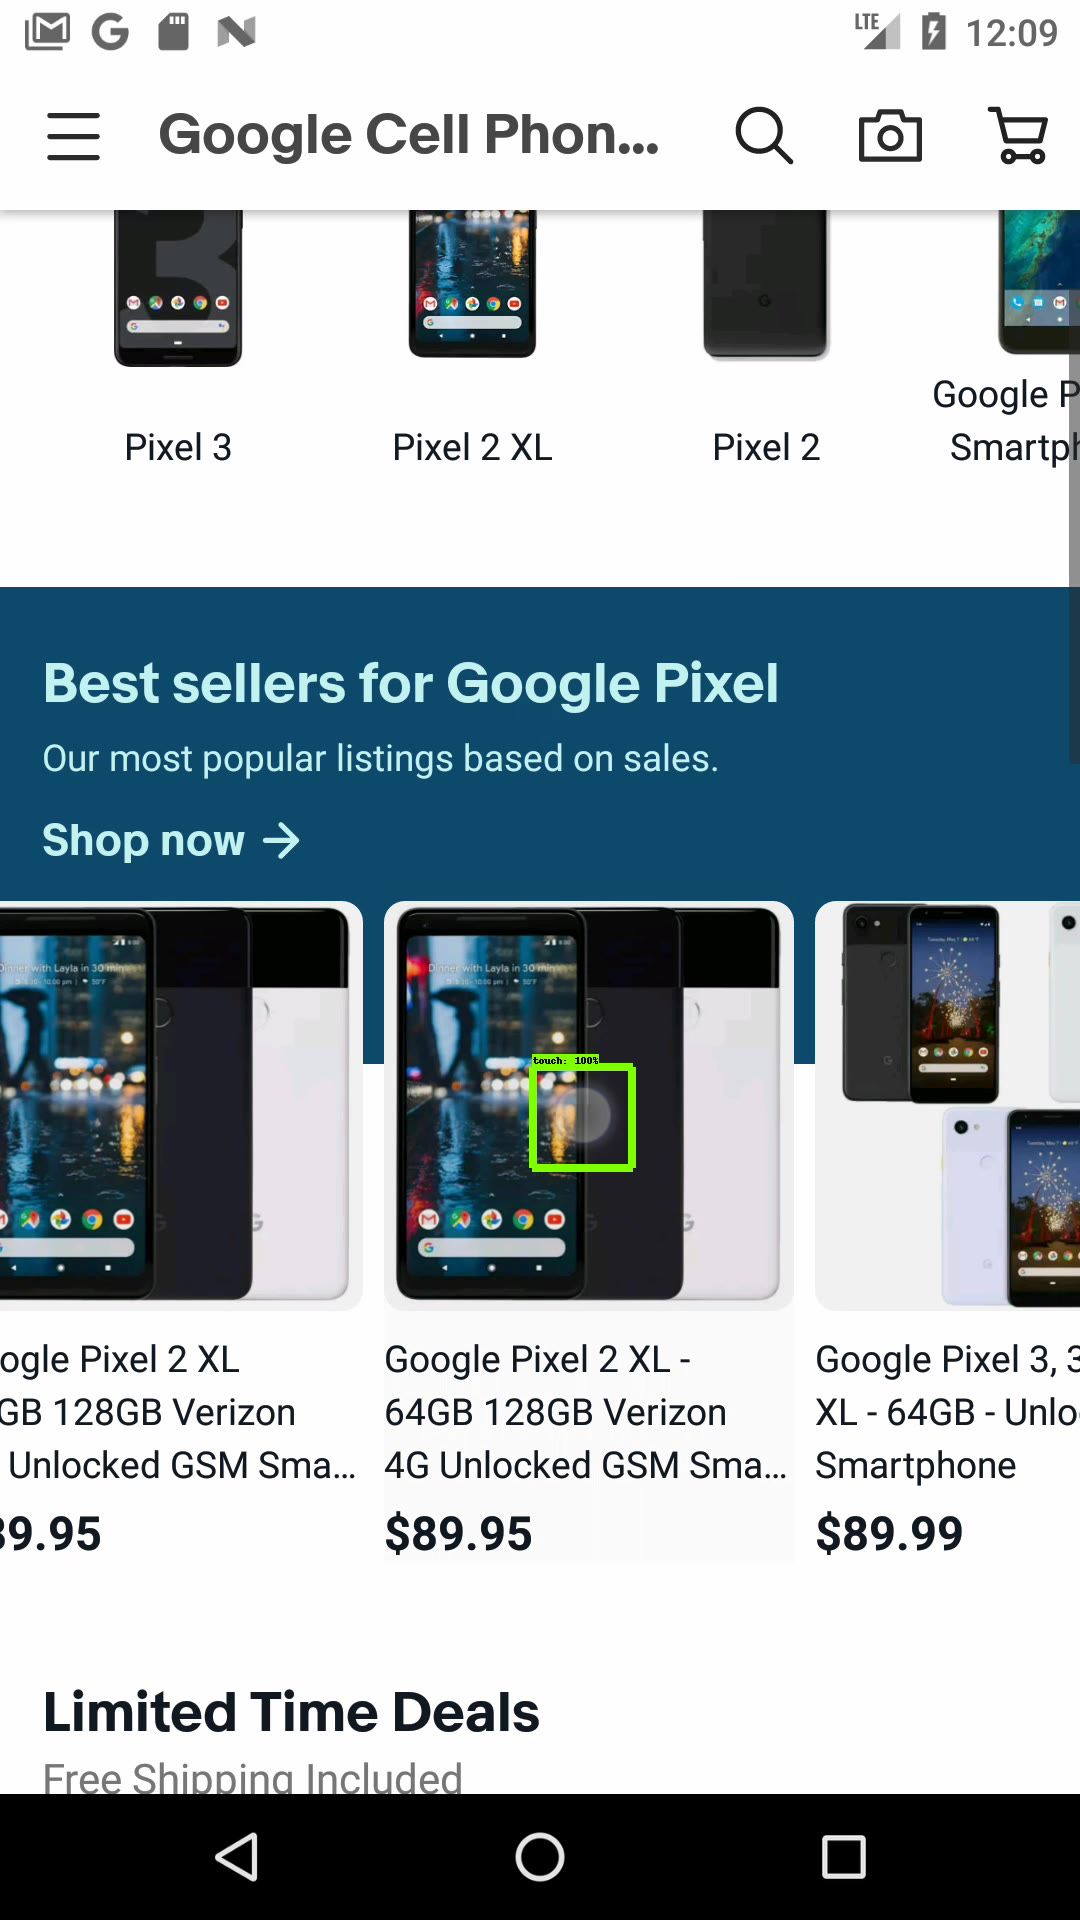 LTE 12:09
Google Cell Phon...
Pixel 3
Pixel 2 XL
Pixel 2
Google P
Smartph
Best sellers for Google Pixel
Our most popular listings based on sales.
Shop now
Dinner with Layla in 30 min
Dinner with Layla in 30 min
touch: 100%
ogle Pixel 2 XL
GB 128GB Verizon
Unlocked GSM Sma...
89.95
Google Pixel 2 XL -
64GB 128GB Verizon
4G Unlocked GSM Sma...
$89.95
Google Pixel 3, 3
XL - 64GB - Unlo
Smartphone
$89.99
Limited Time Deals
Free Shipping Included